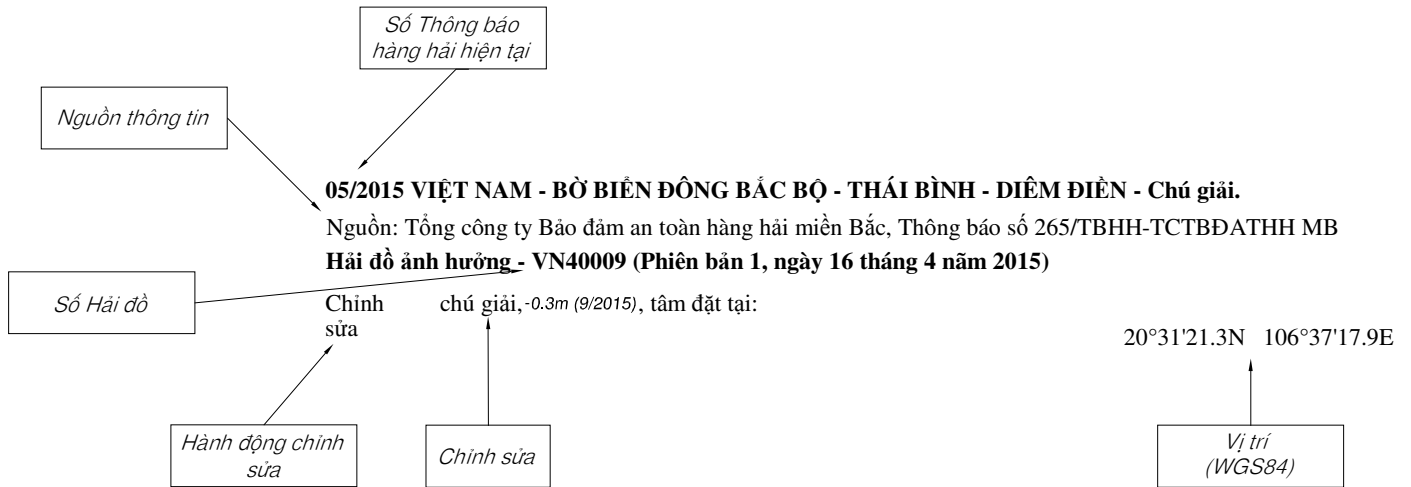 Số Thông báo
hàng hải hiện tại
Nguồn thông tin
05/2015 VIỆT NAM - BỜ BIỂN ĐÔNG BẮC BỘ - THÁI BÌNH - DIÊM ĐIỀN - Chú giải.
Nguồn: Tổng công ty Bảo đảm an toàn hàng hải miền Bắc, Thông báo số 265/TBHH-TCTBĐATHH MB
Hải đồ ảnh hưởng - VN40009 (Phiên bản 1, ngày 16 tháng 4 năm 2015)
Số Hải đồ
Chỉnh sửa chú giải, -0.3m (9/2015), tâm đặt tại:
20°31'21.3N 106°37'17.9E
Hành động chỉnh
sửa
Chỉnh sửa
Vị trí
(WGS84)